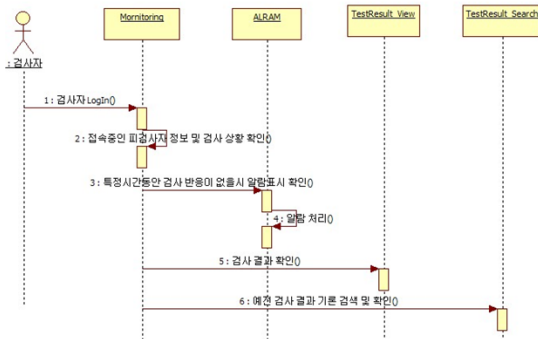 Mornitoring
ALRAM
TestResult_View
TestResult_Search
: 검사자
1 : 검사자 LogIn()
2 : 접속중인 피검사자 정보 및 검사 상황 확인()
3 : 특정시간동안 검사 반응이 없을시 알람표시 확인()
4 : 알람 처리()
5 : 검사 결과 확인()
6 : 예전 검사 결과 기록 검색 및 확인()